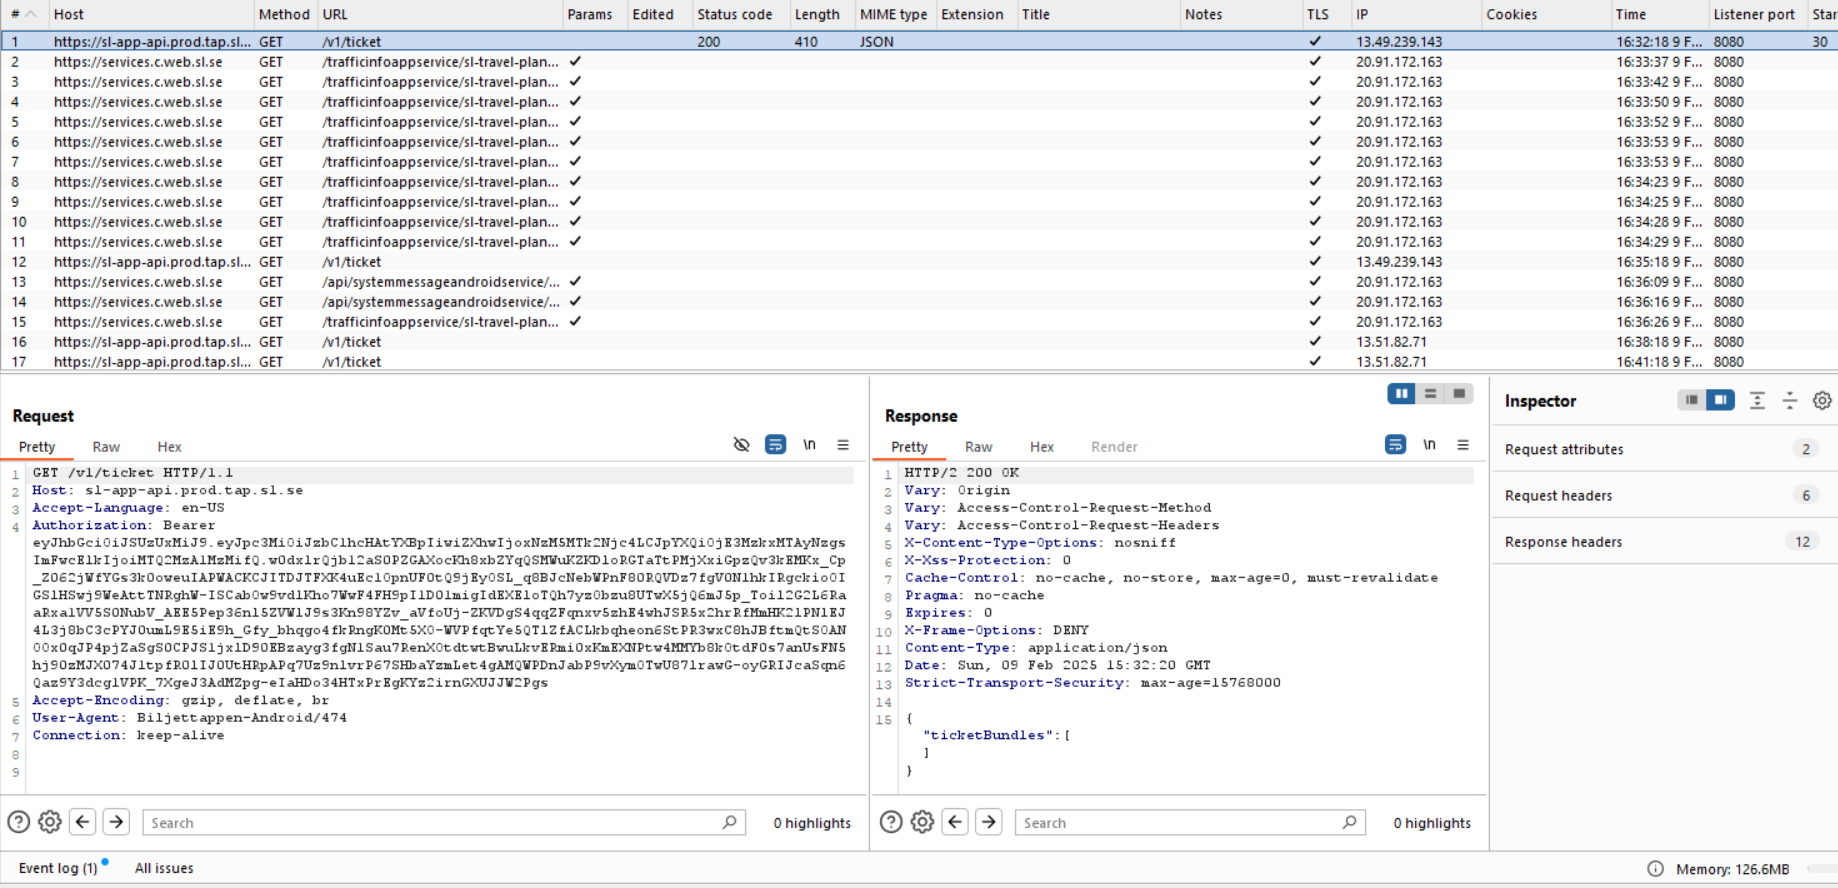 # Host Method URL Params Edited Status code Length MIME type Extension Title Notes TLS IP Cookies Time Listener port Star
1 https://sl-app-api.prod.tap.sl... GET /v1/ticket 200 410 JSON ✓ 13.49.239.143 16:32:18 9 F... 8080 30
2 https://services.c.web.sl.se GET /trafficinfoappservice/sl-travel-plan... ✓ ✓ 20.91.172.163 16:33:37 9 F... 8080
3 https://services.c.web.sl.se GET /trafficinfoappservice/sl-travel-plan... ✓ ✓ 20.91.172.163 16:33:42 9 F... 8080
4 https://services.c.web.sl.se GET /trafficinfoappservice/sl-travel-plan... ✓ ✓ 20.91.172.163 16:33:50 9 F... 8080
5 https://services.c.web.sl.se GET /trafficinfoappservice/sl-travel-plan... ✓ ✓ 20.91.172.163 16:33:52 9 F... 8080
6 https://services.c.web.sl.se GET /trafficinfoappservice/sl-travel-plan... ✓ ✓ 20.91.172.163 16:33:53 9 F... 8080
7 https://services.c.web.sl.se GET /trafficinfoappservice/sl-travel-plan... ✓ ✓ 20.91.172.163 16:33:53 9 F... 8080
8 https://services.c.web.sl.se GET /trafficinfoappservice/sl-travel-plan... ✓ ✓ 20.91.172.163 16:34:23 9 F... 8080
9 https://services.c.web.sl.se GET /trafficinfoappservice/sl-travel-plan... ✓ ✓ 20.91.172.163 16:34:25 9 F... 8080
10 https://services.c.web.sl.se GET /trafficinfoappservice/sl-travel-plan... ✓ ✓ 20.91.172.163 16:34:28 9 F... 8080
11 https://services.c.web.sl.se GET /trafficinfoappservice/sl-travel-plan... ✓ ✓ 20.91.172.163 16:34:29 9 F... 8080
12 https://sl-app-api.prod.tap.sl... GET /v1/ticket ✓ 13.49.239.143 16:35:18 9 F... 8080
13 https://services.c.web.sl.se GET /api/systemmessageandroidservice/... ✓ ✓ 20.91.172.163 16:36:09 9 F... 8080
14 https://services.c.web.sl.se GET /api/systemmessageandroidservice/... ✓ ✓ 20.91.172.163 16:36:16 9 F... 8080
15 https://services.c.web.sl.se GET /trafficinfoappservice/sl-travel-plan... ✓ ✓ 20.91.172.163 16:36:26 9 F... 8080
16 https://sl-app-api.prod.tap.sl... GET /v1/ticket ✓ 13.51.82.71 16:38:18 9 F... 8080
17 https://sl-app-api.prod.tap.sl... GET /v1/ticket ✓ 13.51.82.71 16:41:18 9 F... 8080
Request
Pretty Raw Hex \n
1 GET /v1/ticket HTTP/1.1
2 Host: sl-app-api.prod.tap.sl.se
3 Accept-Language: en-US
4 Authorization: Bearer
5 Accept-Encoding: gzip, deflate, br
6 User-Agent: Biljettappen-Android/474
7 Connection: keep-alive
8
9
Search 0 highlights
Response
Pretty Raw Hex Render \n
1 HTTP/2 200 OK
2 Vary: Origin
3 Vary: Access-Control-Request-Method
4 Vary: Access-Control-Request-Headers
5 X-Content-Type-Options: nosniff
6 X-Xss-Protection: 0
7 Cache-Control: no-cache, no-store, max-age=0, must-revalidate
8 Pragma: no-cache
9 Expires: 0
10 X-Frame-Options: DENY
11 Content-Type: application/json
12 Date: Sun, 09 Feb 2025 15:32:20 GMT
13 Strict-Transport-Security: max-age=15768000
14
15 {
"ticketBundles":[
]
}
Search 0 highlights
Inspector
Request attributes 2
Request headers 6
Response headers 12
Event log (1) All issues
Memory: 126.6MB